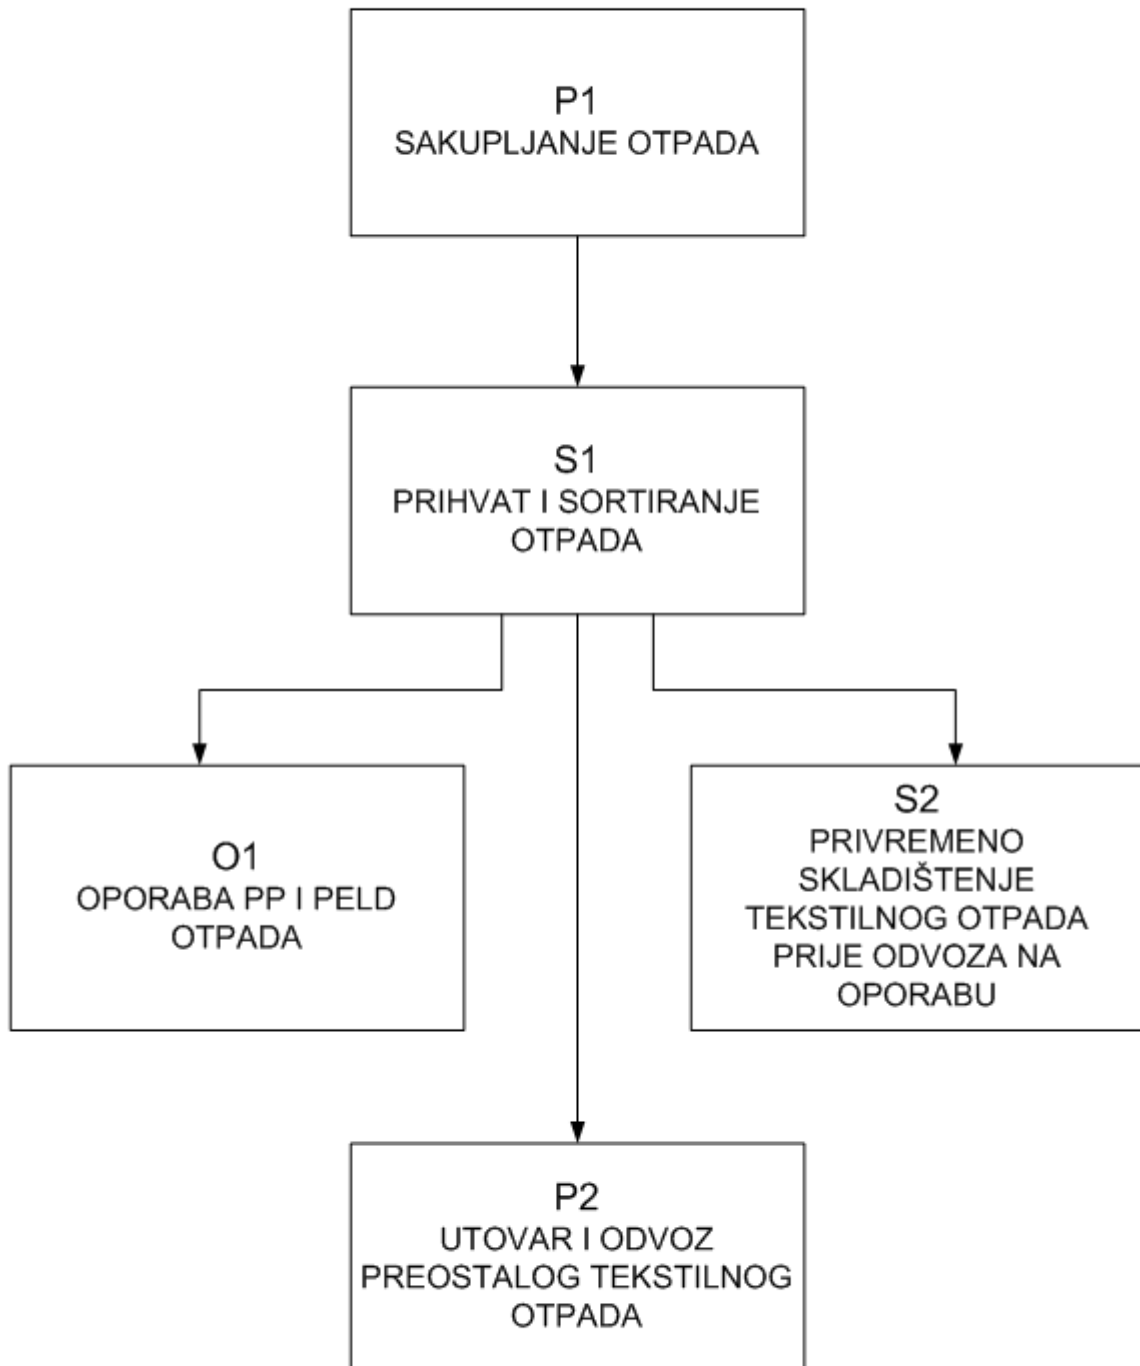 P1
SAKUPLJANJE OTPADA
S1
PRIHVAT I SORTIRANJE
OTPADA
O1
OPORABA PP I PELD
OTPADA
S2
PRIVREMENO
SKLADIŠTENJE
TEKSTILNOG OTPADA
PRIJE ODVOZA NA
OPORABU
P2
UTOVAR I ODVOZ
PREOSTALOG TEKSTILNOG
OTPADA